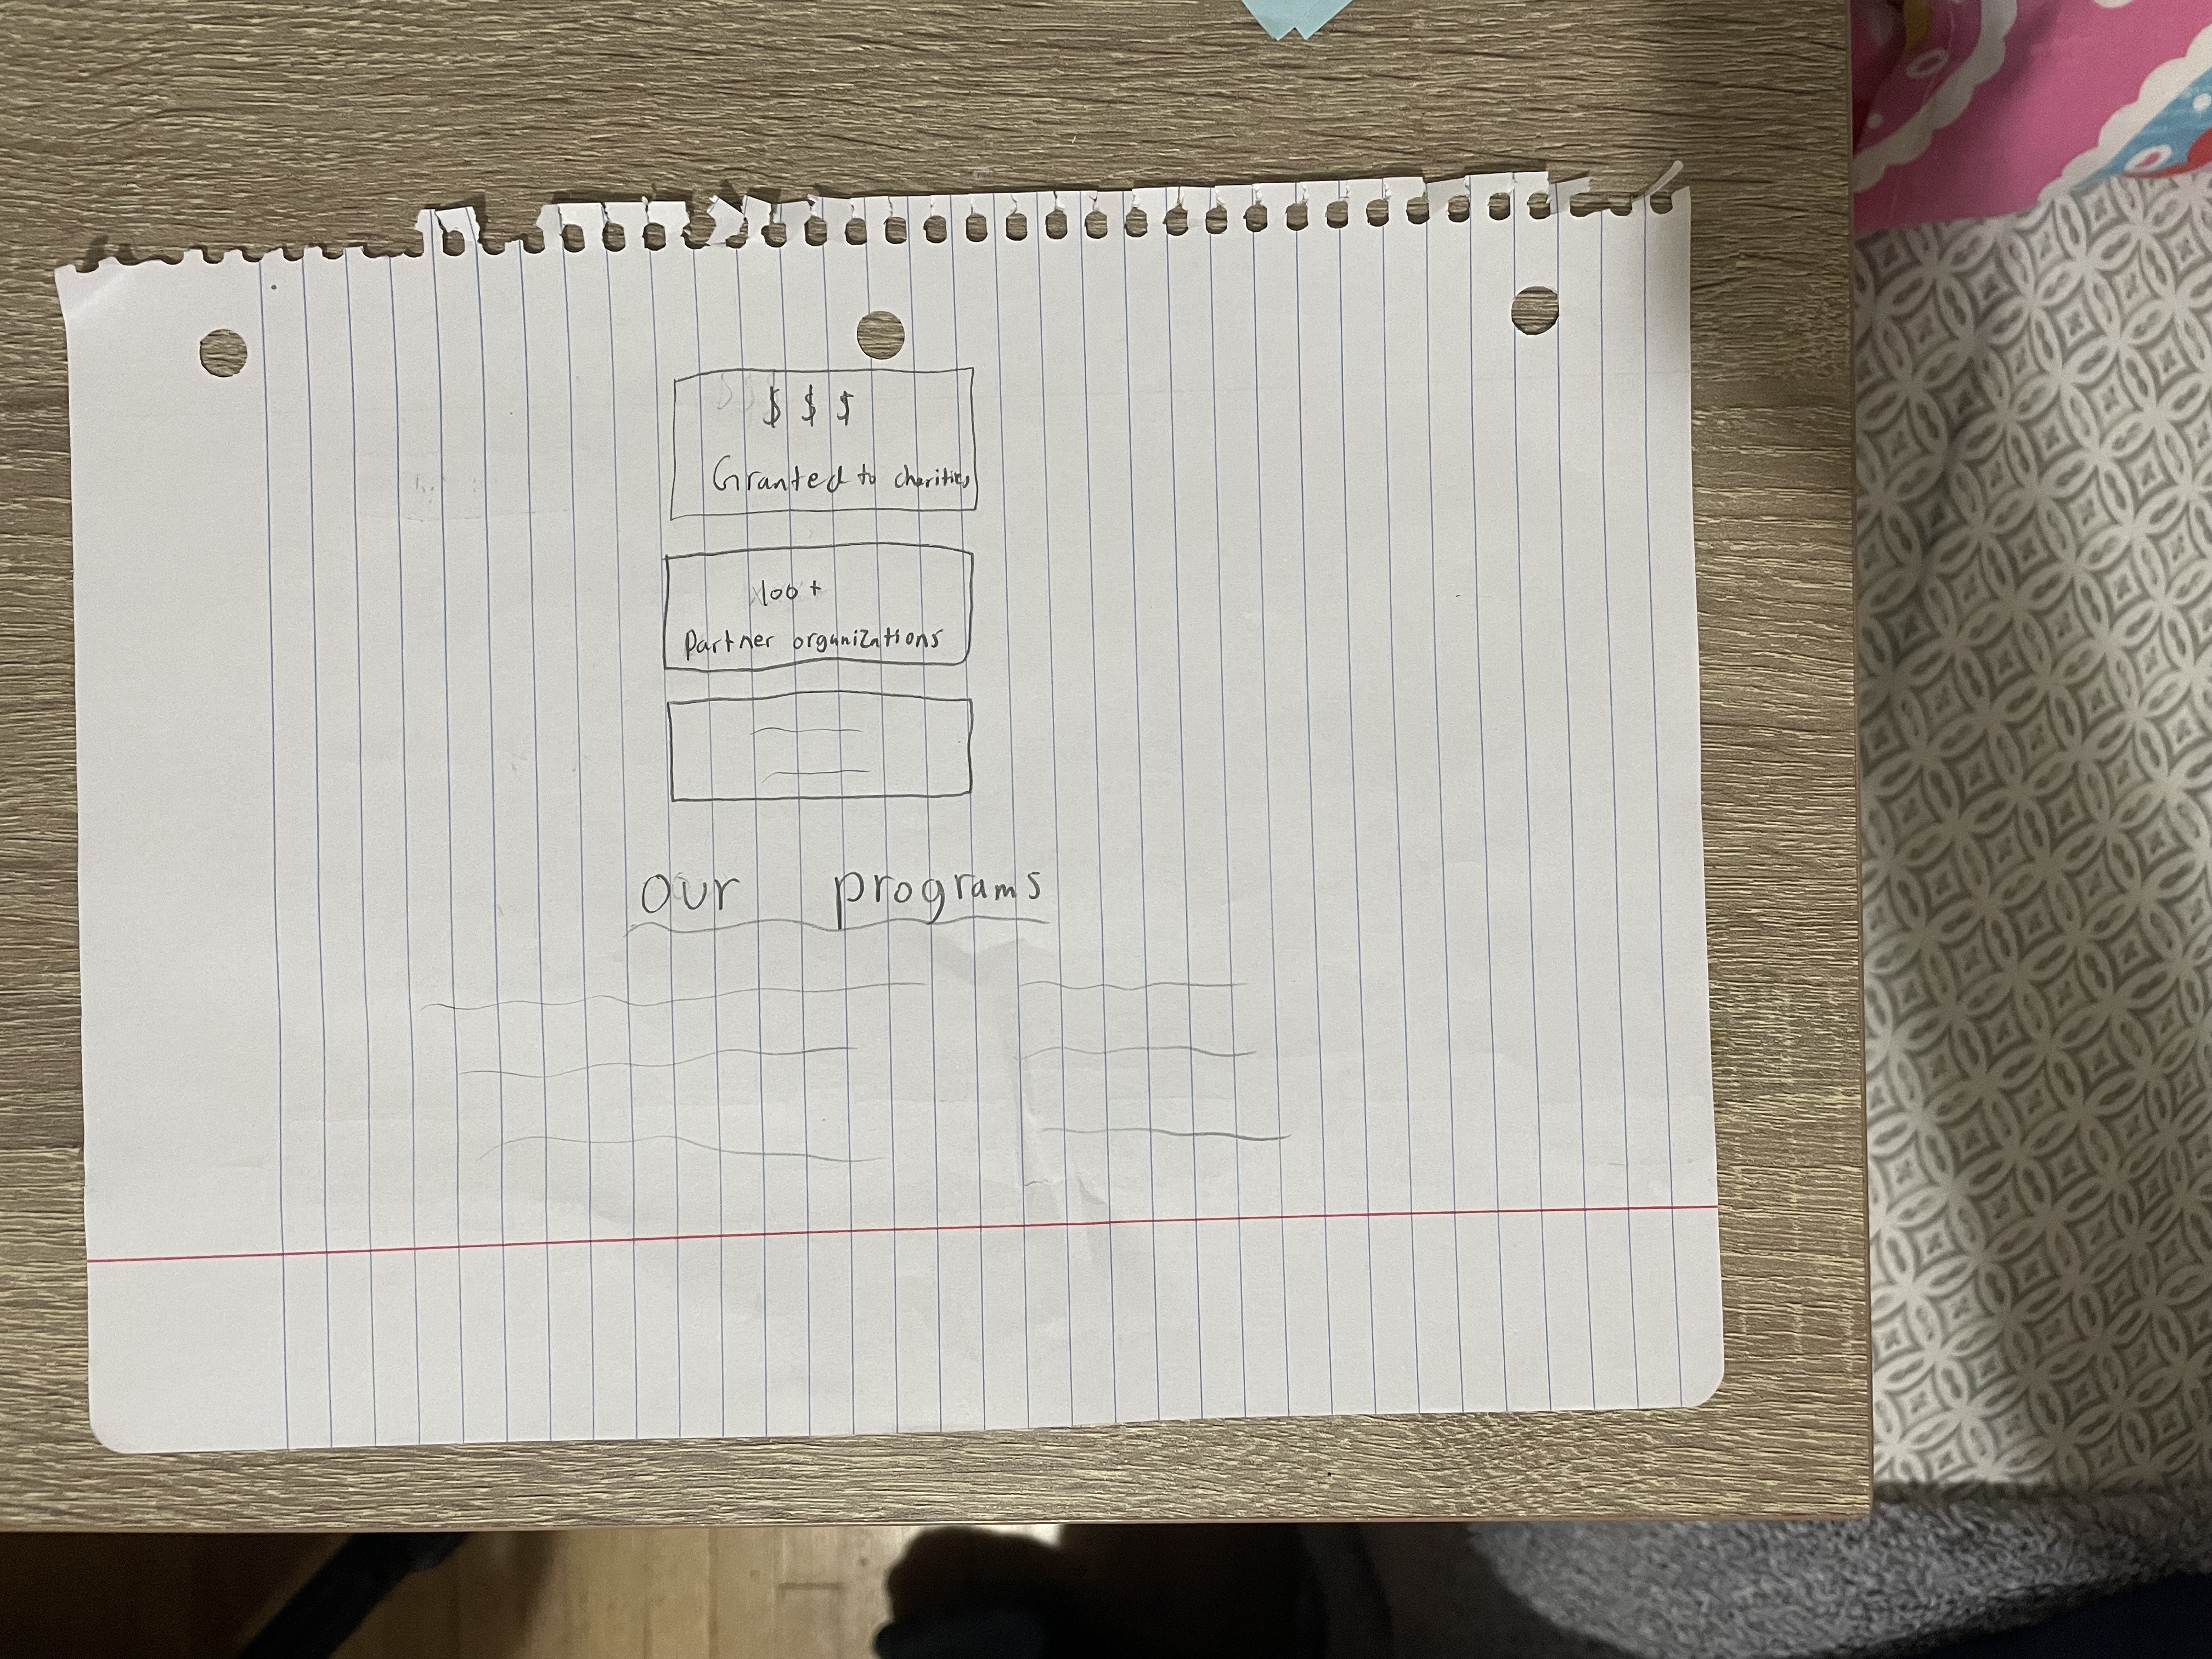 $ $ $
Granted to charities
100+
Partner organizations
our programs